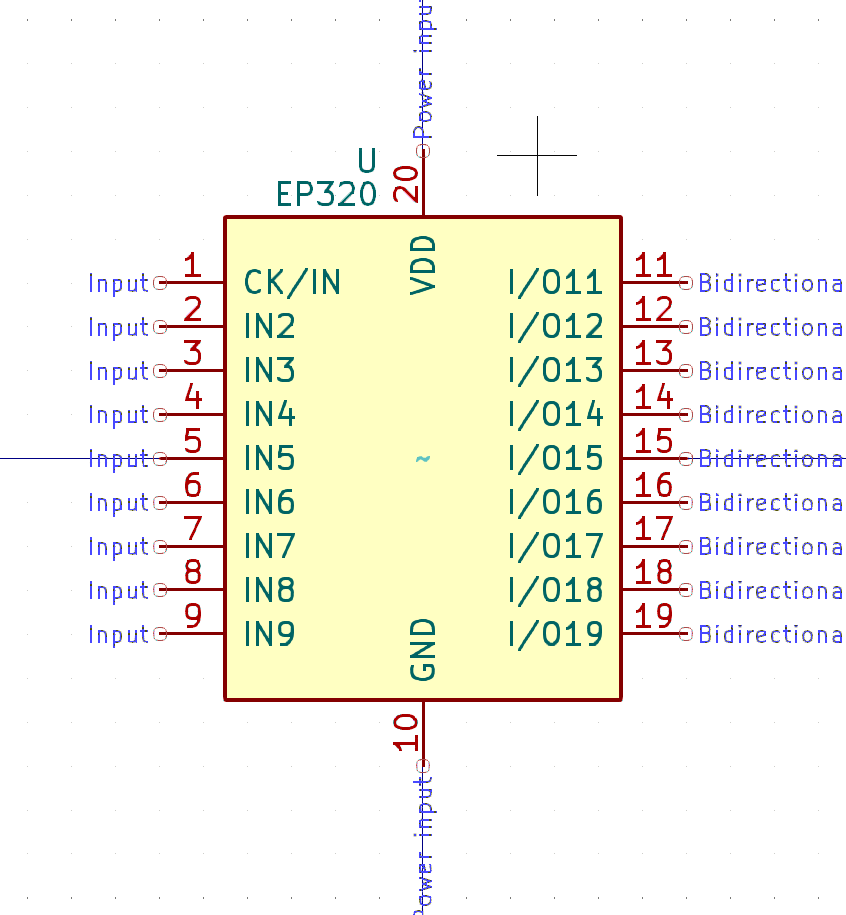 Power inpu
U
EP320
20
VDD
Input 1 CK/IN I/O11 11 Bidirectiona
Input 2 IN2 I/O12 12 Bidirectiona
Input 3 IN3 I/O13 13 Bidirectiona
Input 4 IN4 I/O14 14 Bidirectiona
Input 5 IN5 ~ I/O15 15 Bidirectiona
Input 6 IN6 I/O16 16 Bidirectiona
Input 7 IN7 I/O17 17 Bidirectiona
Input 8 IN8 I/O18 18 Bidirectiona
Input 9 IN9 I/O19 19 Bidirectiona
GND
10
Power input